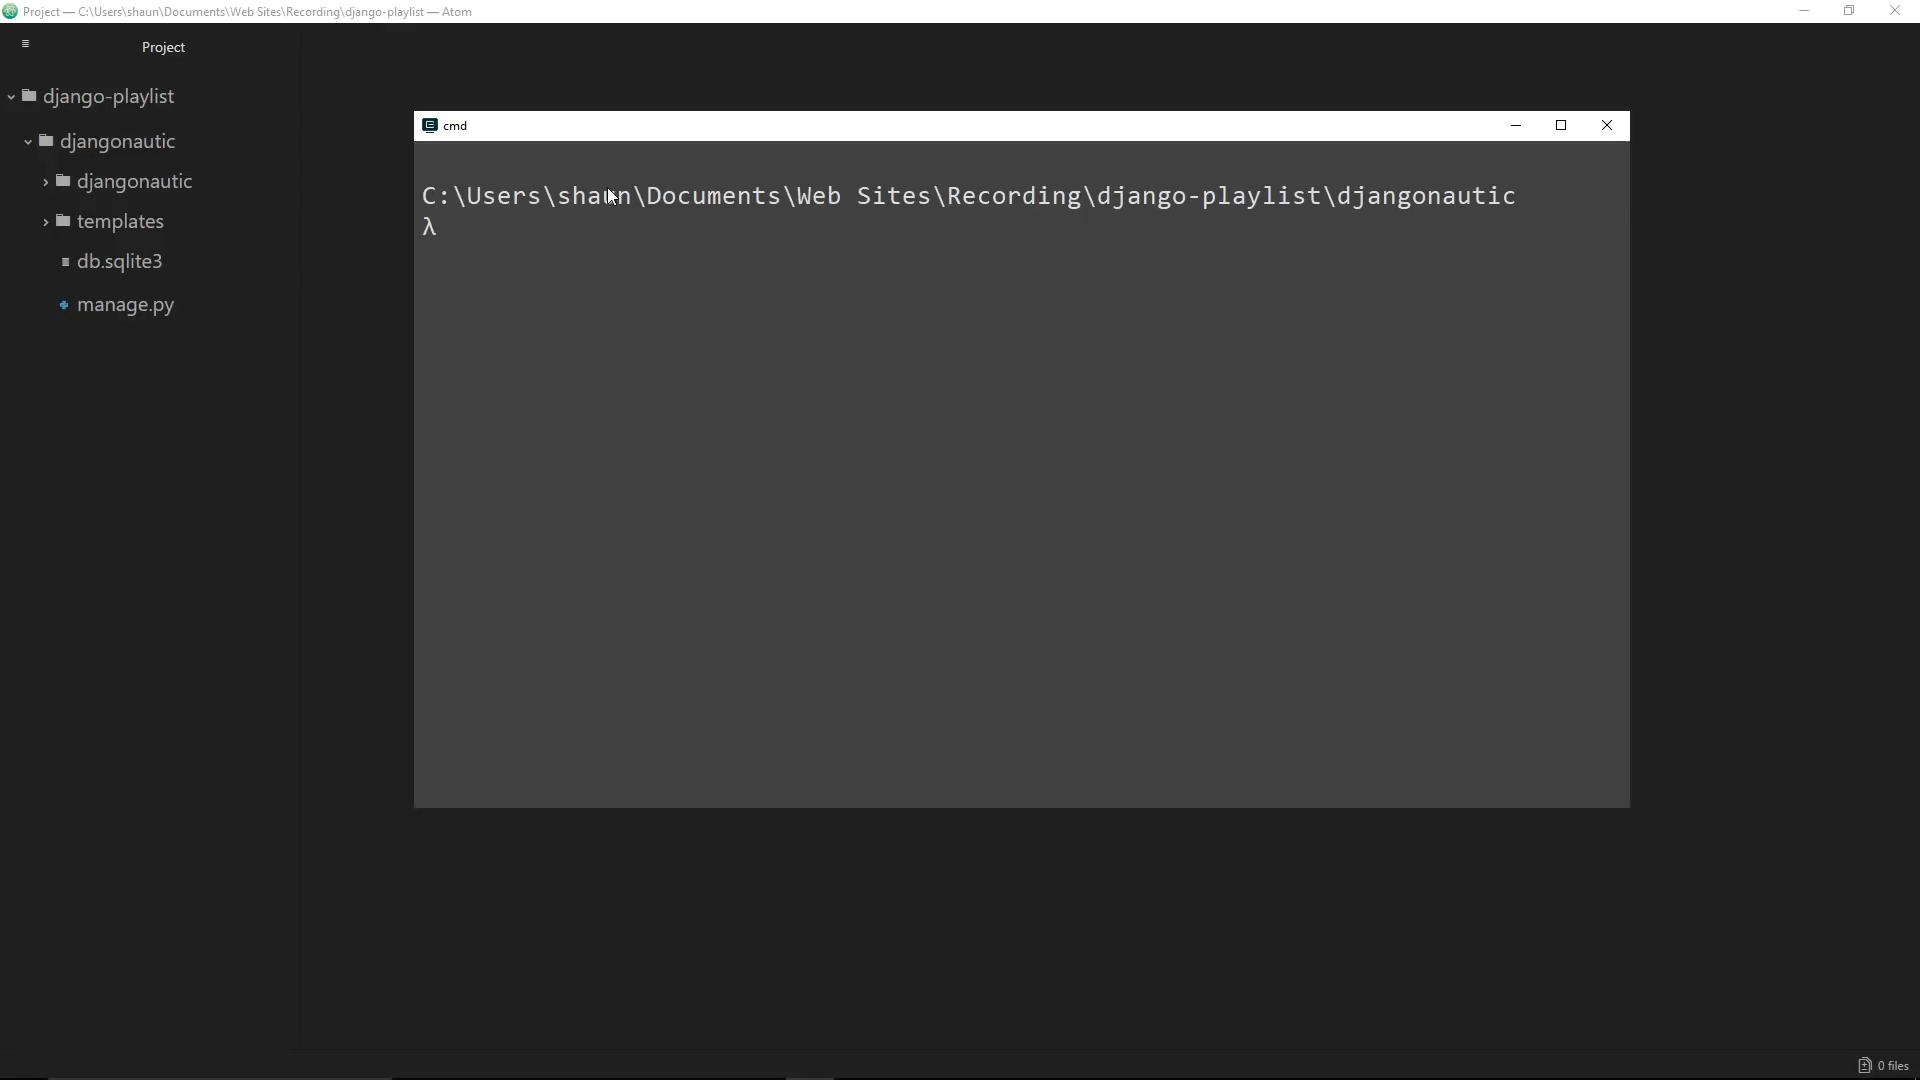 Project — C:\Users\shaun\Documents\Web Sites\Recording\django-playlist — Atom
Project
django-playlist
djangonautic
djangonautic
templates
db.sqlite3
manage.py
cmd
C:\Users\shaun\Documents\Web Sites\Recording\django-playlist\djangonautic
λ
0 files